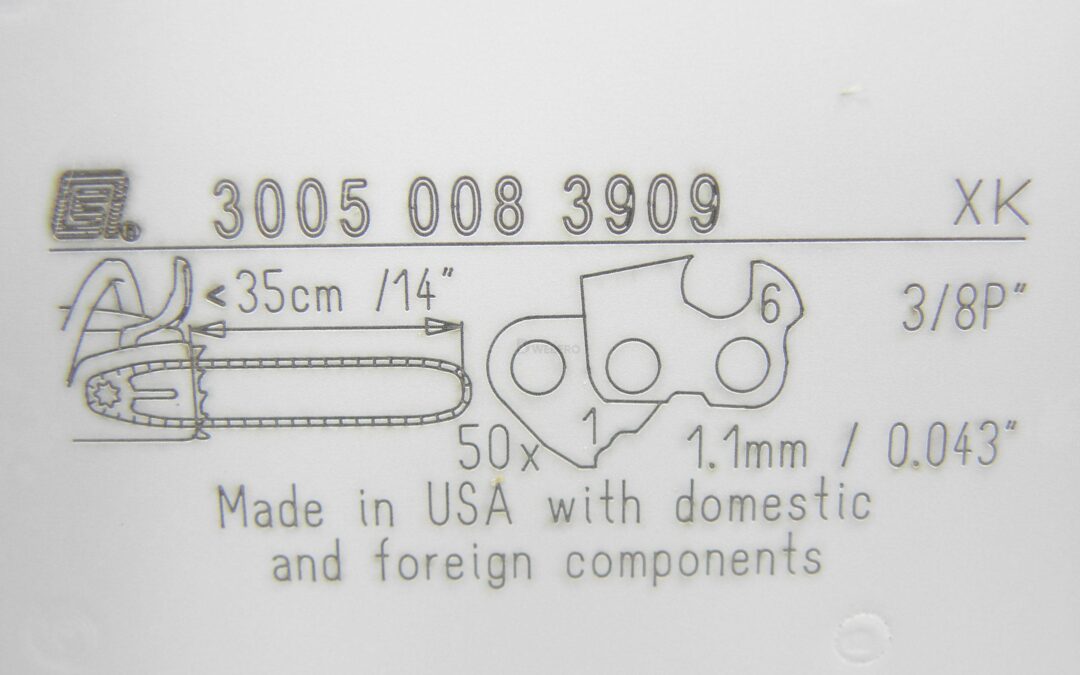 3005 008 3909 XK
< 35cm /14" 6 3/8P"
50x 1 1.1mm / 0.043"
Made in USA with domestic
and foreign components